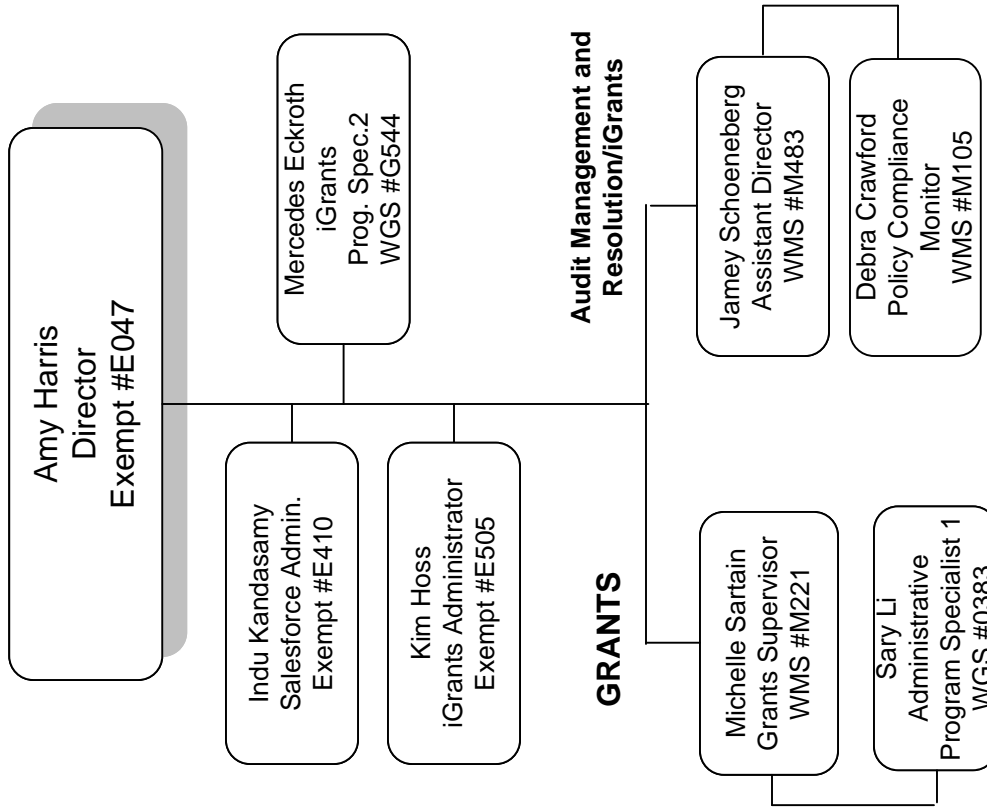 Amy Harris
Director
Exempt #E047
Indu Kandasamy
Salesforce Admin.
Exempt #E410
Mercedes Eckroth
iGrants
Prog. Spec.2
WGS #G544
Kim Hoss
iGrants Administrator
Exempt #E505
GRANTS
Michelle Sartain
Grants Supervisor
WMS #M221
Sary Li
Administrative
Program Specialist 1
WGS #0383
Audit Management and
Resolution/iGrants
Jamey Schoeneberg
Assistant Director
WMS #M483
Debra Crawford
Policy Compliance
Monitor
WMS #M105